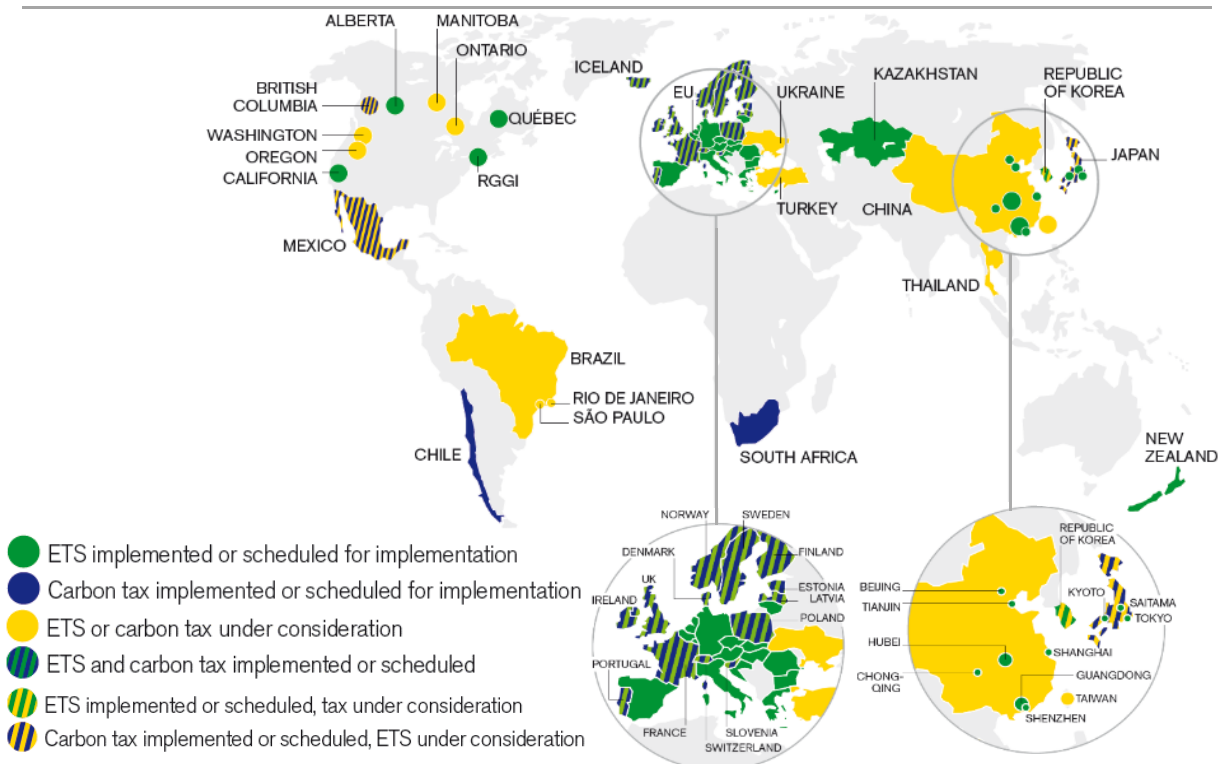 ALBERTA
MANITOBA
ONTARIO
BRITISH
COLUMBIA
QUÉBEC
WASHINGTON
OREGON
CALIFORNIA
RGGI
MEXICO
ICELAND
EU
UKRAINE
TURKEY
KAZAKHSTAN
REPUBLIC
OF KOREA
JAPAN
CHINA
THAILAND
BRAZIL
RIO DE JANEIRO
SÃO PAULO
CHILE
SOUTH AFRICA
NEW
ZEALAND
ETS implemented or scheduled for implementation
Carbon tax implemented or scheduled for implementation
ETS or carbon tax under consideration
ETS and carbon tax implemented or scheduled
ETS implemented or scheduled, tax under consideration
Carbon tax implemented or scheduled, ETS under consideration
NORWAY
SWEDEN
DENMARK
FINLAND
UK
ESTONIA
LATVIA
IRELAND
POLAND
PORTUGAL
FRANCE
SLOVENIA
SWITZERLAND
REPUBLIC
OF KOREA
BEIJING
TIANJIN
KYOTO
SAITAMA
TOKYO
HUBEI
SHANGHAI
CHONG-
QING
GUANGDONG
TAIWAN
SHENZHEN